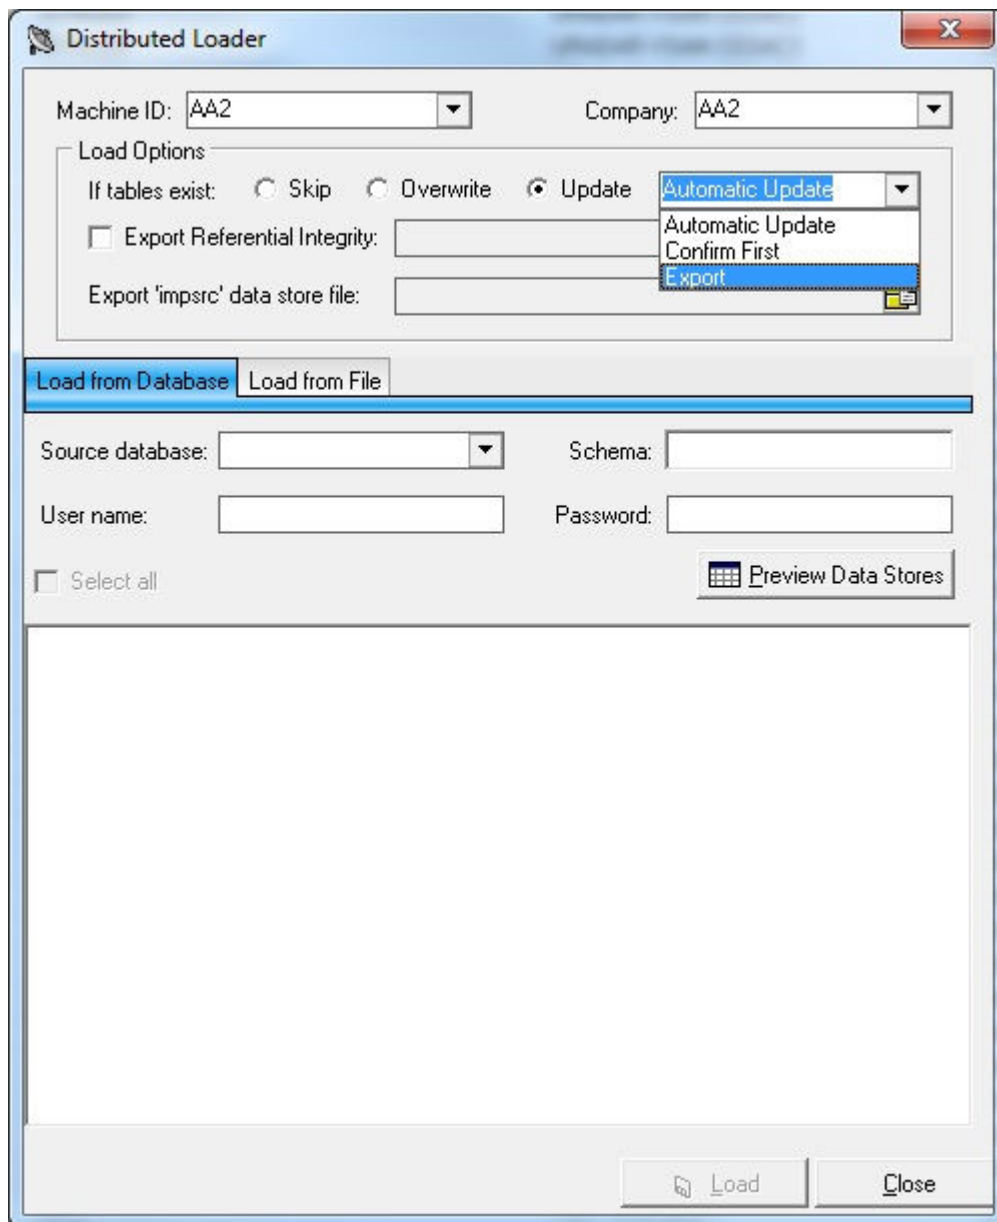 Distributed Loader
Machine ID: AA2 Company: AA2
Load Options
If tables exist: Skip Overwrite Update Automatic Update
Automatic Update
Export Referential Integrity:
Confirm First
Export
Export 'impsrc' data store file:
Load from Database Load from File
Source database: Schema:
User name: Password:
Select all Preview Data Stores
Load Close